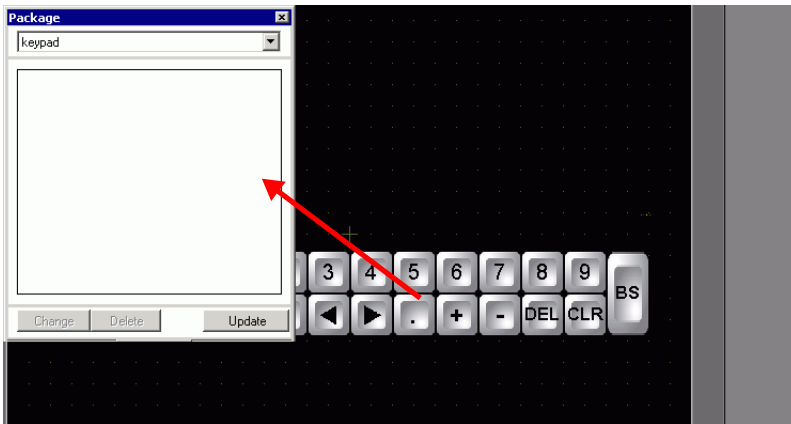 Package
keypad
3 4 5 6 7 8 9 BS
. + - DEL CLR
Change Delete Update